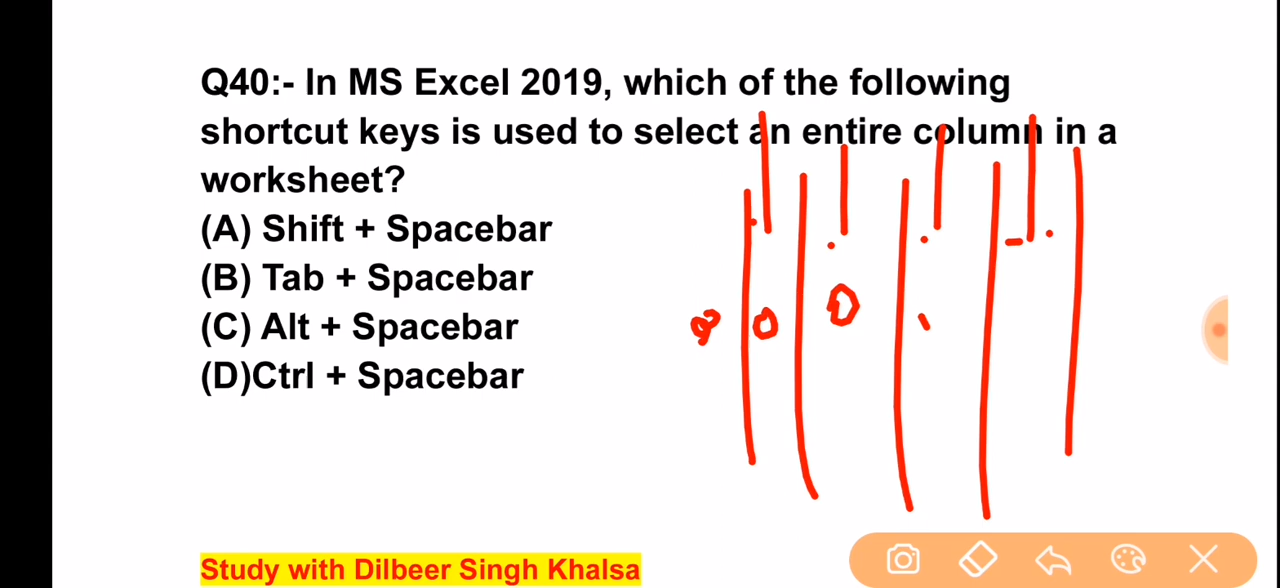 Q40:- In MS Excel 2019, which of the following
shortcut keys is used to select an entire column in a
worksheet?
(A) Shift + Spacebar
(B) Tab + Spacebar
(C) Alt + Spacebar
(D)Ctrl + Spacebar
Study with Dilbeer Singh Khalsa